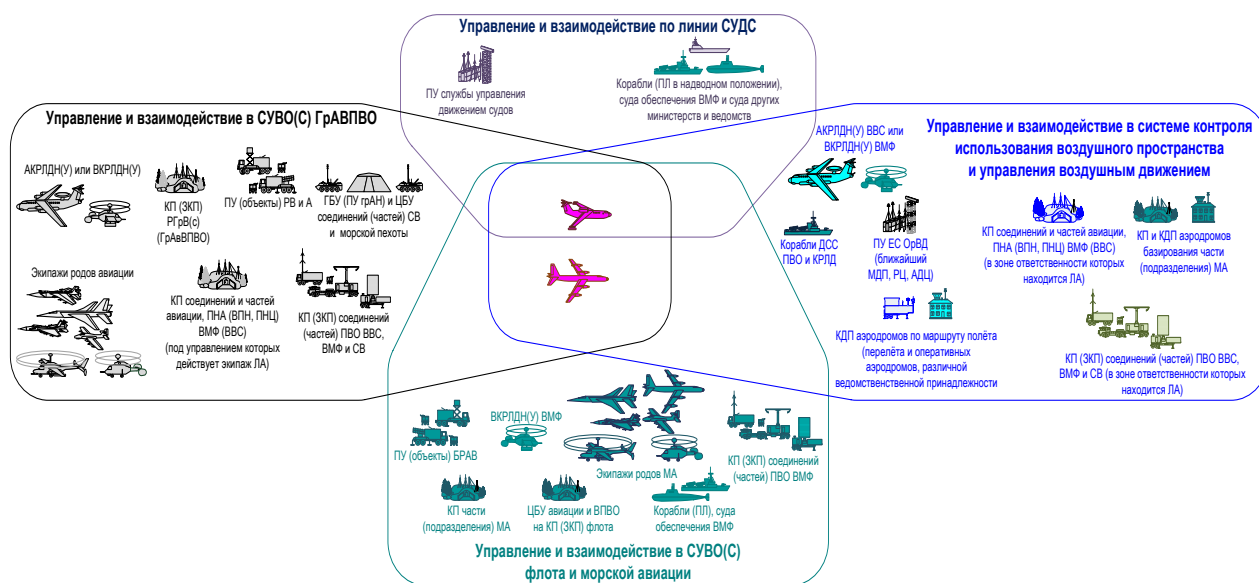 Управление и взаимодействие по линии СУДС
ПУ службы управления
движением судов
Корабли (ПЛ в надводном положении),
суда обеспечения ВМФ и суда других
министерств и ведомств
Управление и взаимодействие в СУВО(С) ГрАВПВО
АКРЛДН(У) или ВКРЛДН(У)
КП (ЗКП)
РГрВ(с)
(ГрАвВПВО)
ПУ (объекты) РВ и А
ГБУ (ПУ грАН) и ЦБУ
соединений (частей) СВ
и морской пехоты
Экипажи родов авиации
КП соединений и частей
авиации, ПНА (ВПН, ПНЦ)
ВМФ (ВВС)
(под управлением которых
действует экипаж ЛА)
КП (ЗКП) соединений
(частей) ПВО ВВС,
ВМФ и СВ
АКРЛДН(У) ВВС или
ВКРЛДН(У) ВМФ
Управление и взаимодействие в системе контроля
использования воздушного пространства
и управления воздушным движением
Корабли ДСС
ПВО и КРЛД
ПУ ЕС ОрВД
(ближайший
МДП, РЦ, АДЦ)
КП соединений и частей авиации,
ПНА (ВПН, ПНЦ) ВМФ (ВВС)
(в зоне ответственности которых
находится ЛА)
КП и КДП аэродромов
базирования части
(подразделения) МА
КДП аэродромов по маршруту полёта
(перелёта и оперативных
аэродромов, различной
ведомственной принадлежности
КП (ЗКП) соединений (частей) ПВО ВВС,
ВМФ и СВ (в зоне ответственности которых
находится ЛА)
ВКРЛДН(У) ВМФ
ПУ (объекты) БРАВ
Экипажи родов МА
КП (ЗКП) соединений
(частей) ПВО ВМФ
КП части
(подразделения) МА
ЦБУ авиации и ВПВО
на КП (ЗКП) флота
Корабли (ПЛ), суда
обеспечения ВМФ
Управление и взаимодействие в СУВО(С)
флота и морской авиации